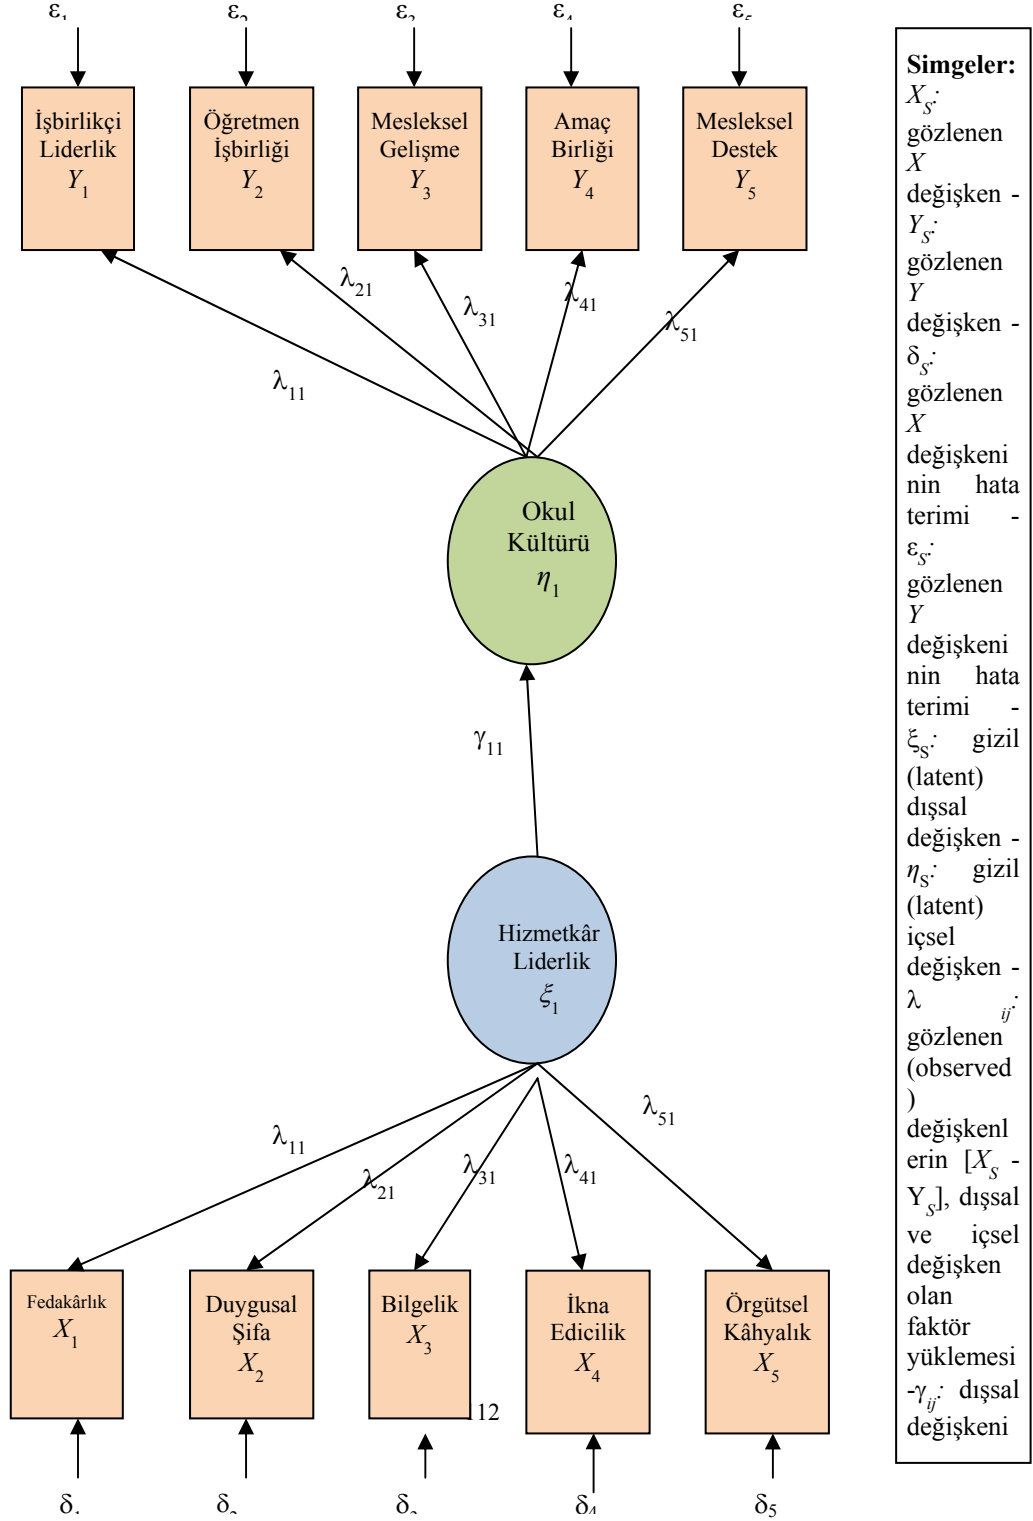 ε1 ε2 ε3 ε4 ε5
İşbirlikçi
Liderlik
Y1
Öğretmen
İşbirliği
Y2
Mesleksel
Gelişme
Y3
Amaç
Birliği
Y4
Mesleksel
Destek
Y5
λ11
λ21
λ31
λ41
λ51
Okul
Kültürü
η1
γ11
Hizmetkâr
Liderlik
ξ1
λ11
λ21
λ31
λ41
λ51
Fedakârlık
X1
Duygusal
Şifa
X2
Bilgelik
X3
İkna
Edicilik
X4
Örgütsel
Kâhyalık
X5
112
δ1 δ2 δ3 δ4 δ5
Simgeler:
XS:
gözlenen
X
değişken -
YS:
gözlenen
Y
değişken -
δS:
gözlenen
X
değişkeni
nin hata
terimi -
εS:
gözlenen
Y
değişkeni
nin hata
terimi -
ξS: gizil
(latent)
dışsal
değişken -
ηS: gizil
(latent)
içsel
değişken -
λ ij:
gözlenen
(observed
)
değişkenl
erin [XS -
YS], dışsal
ve içsel
değişken
olan
faktör
yüklemesi
-γij: dışsal
değişkeni